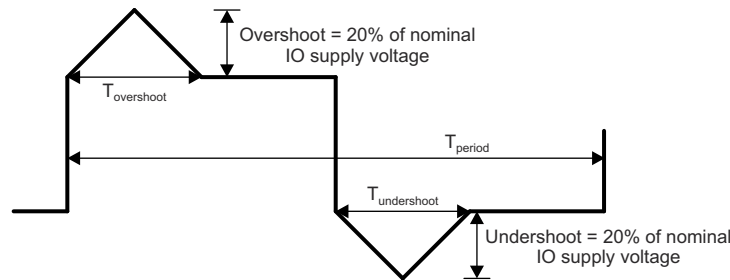 Overshoot = 20% of nominal
IO supply voltage
Tovershoot
Tperiod
Tundershoot
Undershoot = 20% of nominal
IO supply voltage